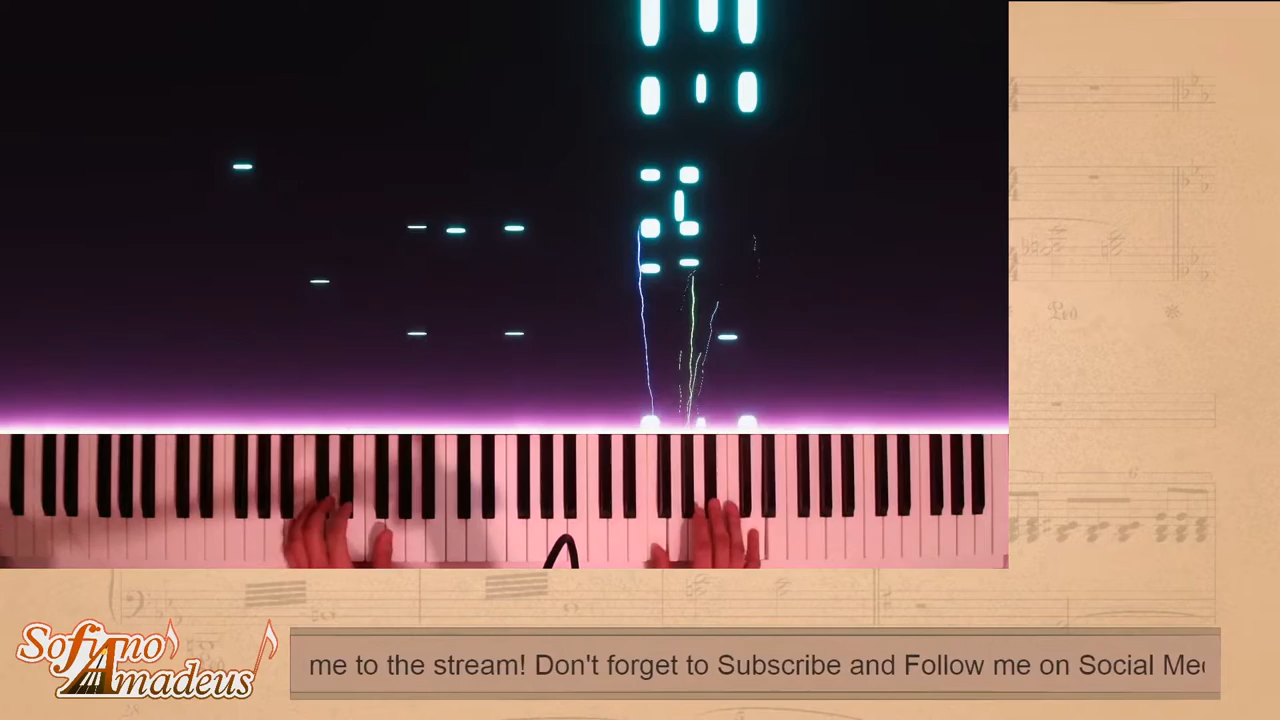 Sofiano
Amadeus
me to the stream! Don't forget to Subscribe and Follow me on Social Me